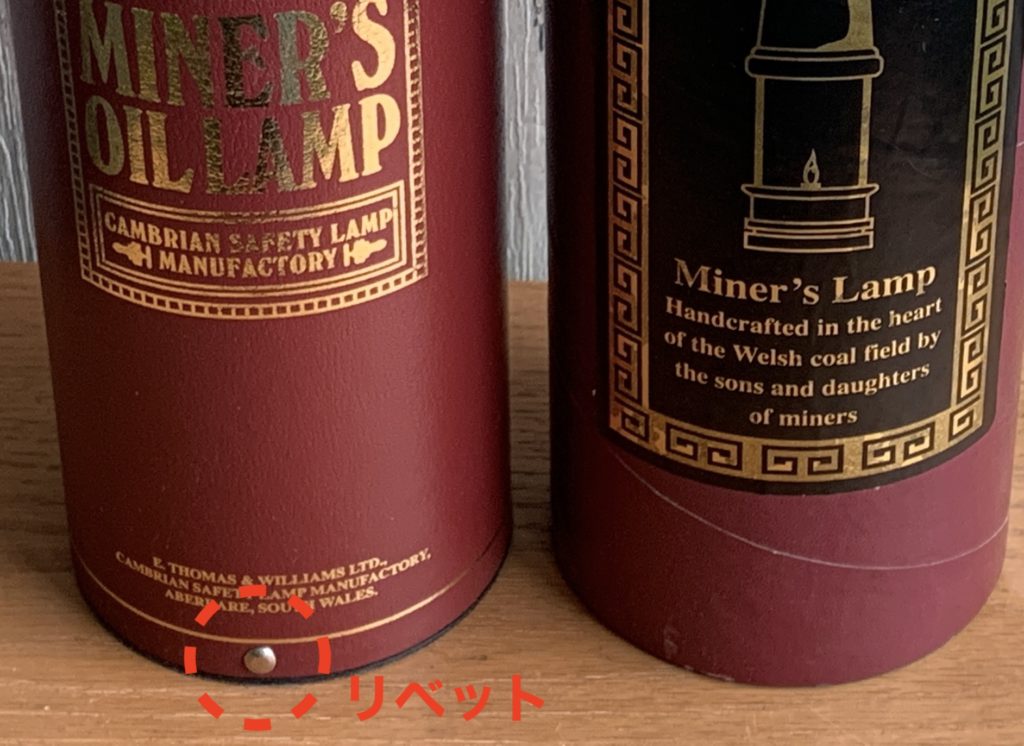 MINER'S
OIL LAMP
CAMBRIAN SAFETY LAMP
MANUFACTORY
E. THOMAS & WILLIAMS LTD.,
CAMBRIAN SAFETY LAMP MANUFACTORY,
ABERDARE, SOUTH WALES.
リベット
Miner's Lamp
Handcrafted in the heart
of the Welsh coal field by
the sons and daughters
of miners